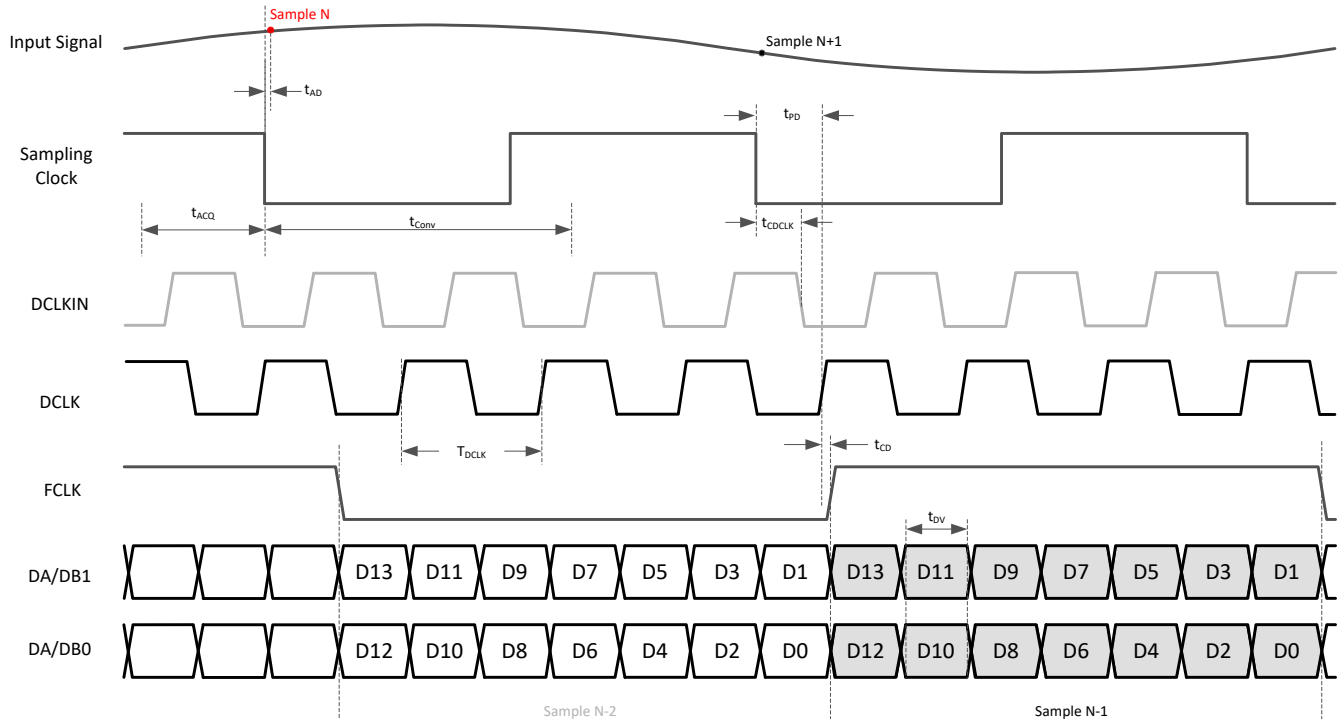 Sample N
Input Signal
Sample N+1
tAD
tPD
Sampling
Clock
tACQ
tConv
tCDCLK
DCLKIN
DCLK
TDCLK
tCD
FCLK
tDV
DA/DB1
D13 D11 D9 D7 D5 D3 D1 D13 D11 D9 D7 D5 D3 D1
DA/DB0
D12 D10 D8 D6 D4 D2 D0 D12 D10 D8 D6 D4 D2 D0
Sample N-2
Sample N-1